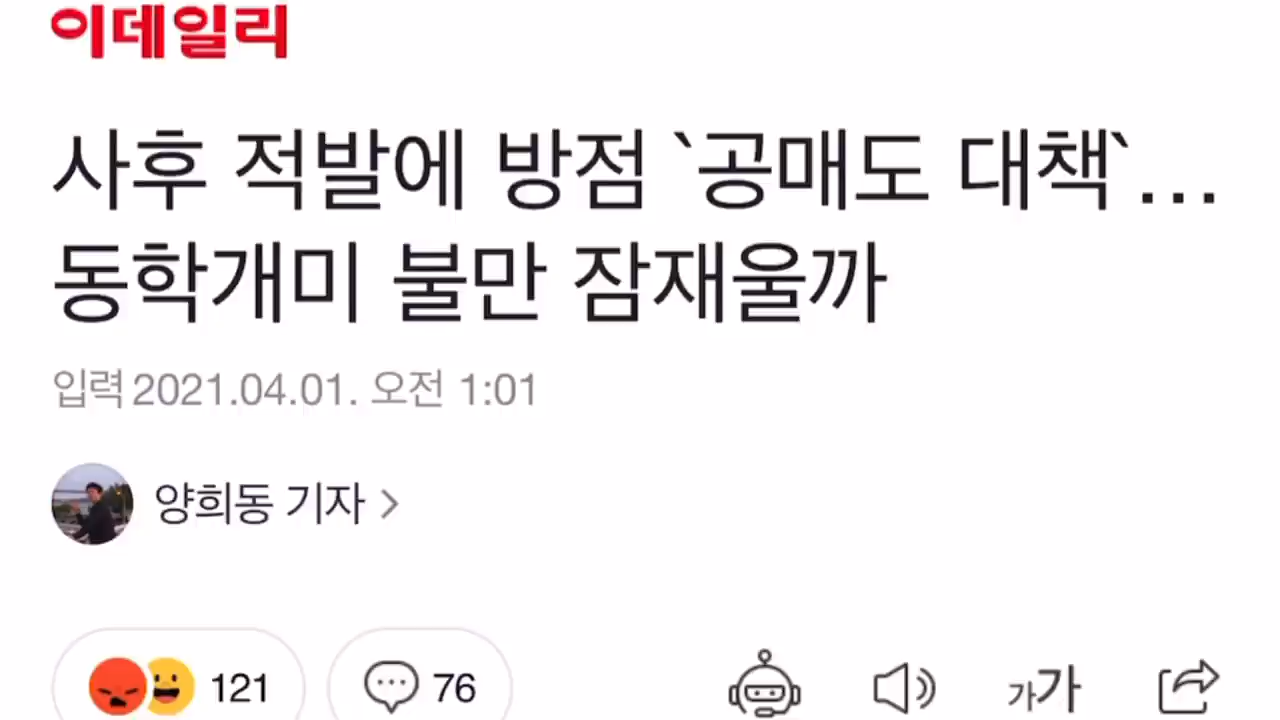 이데일리
사후 적발에 방점 `공매도 대책`...
동학개미 불만 잠재울까
입력 2021.04.01. 오전 1:01
양희동 기자 >
121
76
가가